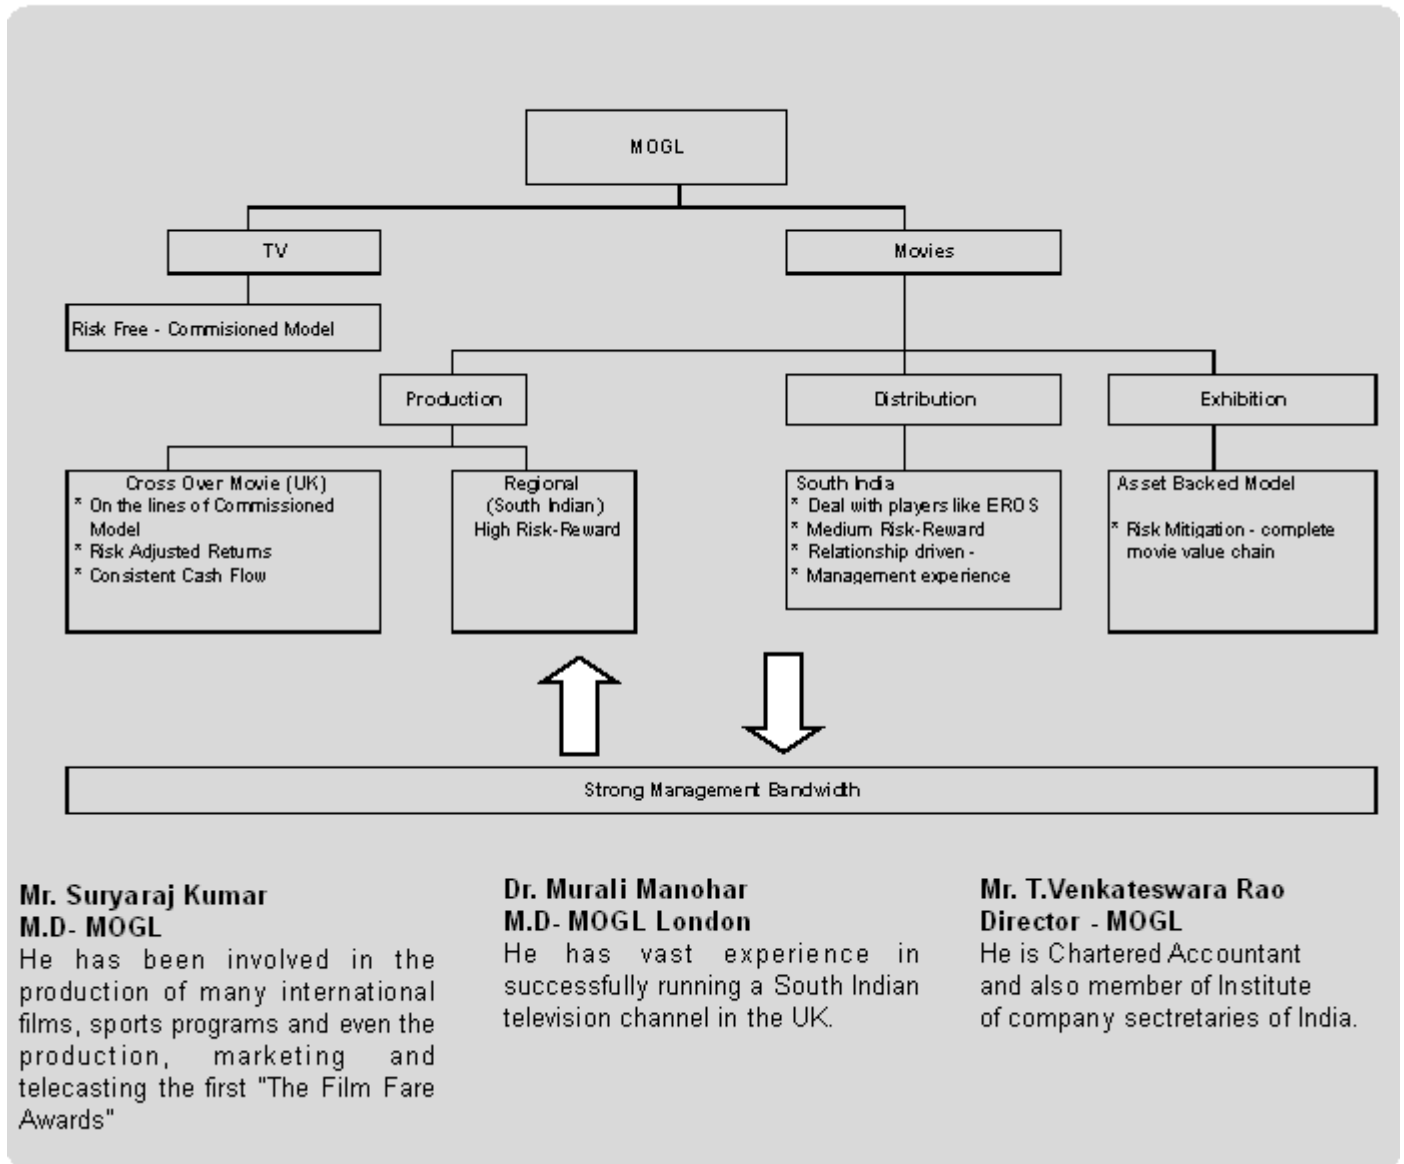 MOGL
TV
Movies
Risk Free - Commisioned Model
Production
Distribution
Exhibition
Cross Over Movie (UK)
* On the lines of Commissioned
Model
* Risk Adjusted Returns
* Consistent Cash Flow
Regional
(South Indian)
High Risk-Reward
South India
* Deal with players like EROS
* Medium Risk-Reward
* Relationship driven -
* Management experience
Asset Backed Model
* Risk Mitigation - complete
movie value chain
Strong Management Bandwidth
Mr. Suryaraj Kumar
M.D- MOGL
He has been involved in the
production of many international
films, sports programs and even the
production, marketing and
telecasting the first "The Film Fare
Awards"
Dr. Murali Manohar
M.D- MOGL London
He has vast experience in
successfully running a South Indian
television channel in the UK.
Mr. T.Venkateswara Rao
Director - MOGL
He is Chartered Accountant
and also member of Institute
of company sectretaries of India.